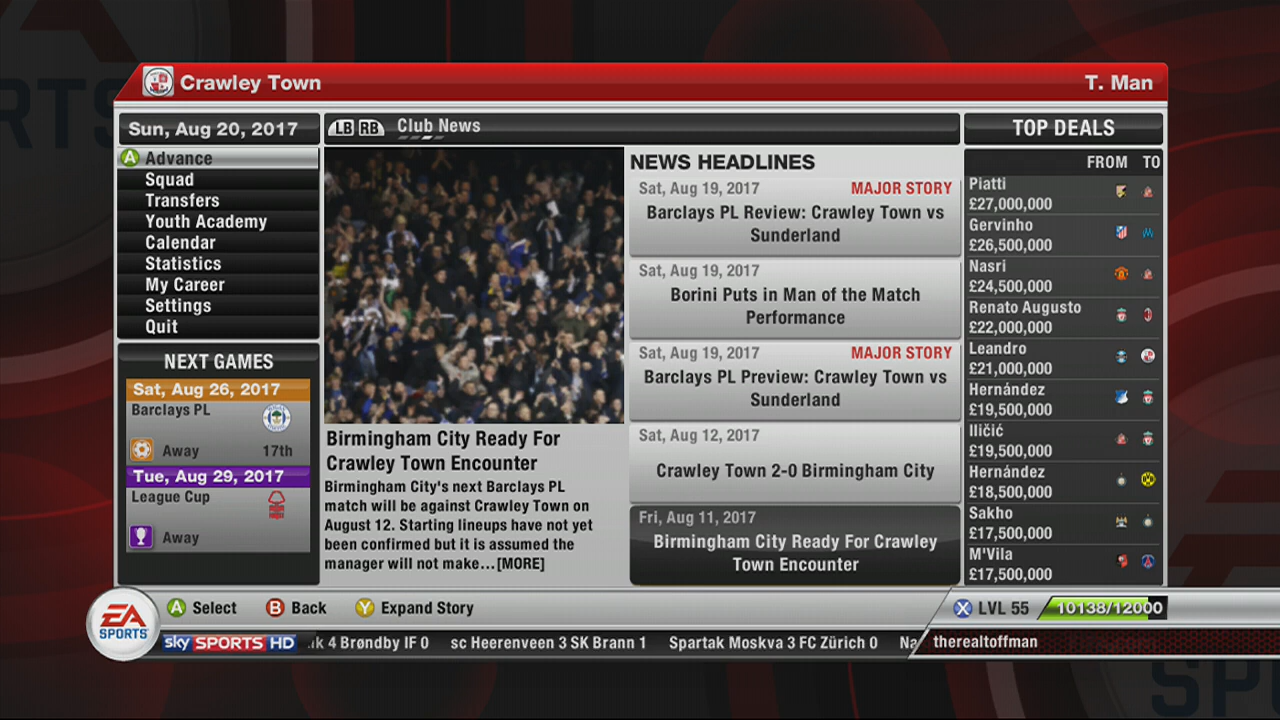 Crawley Town
T. Man
Sun, Aug 20, 2017
A Advance
Squad
Transfers
Youth Academy
Calendar
Statistics
My Career
Settings
Quit
NEXT GAMES
Sat, Aug 26, 2017
Barclays PL
Away 17th
Tue, Aug 29, 2017
League Cup
Away
LB RB Club News
Birmingham City Ready For
Crawley Town Encounter
Birmingham City's next Barclays PL
match will be against Crawley Town on
August 12. Starting lineups have not yet
been confirmed but it is assumed the
manager will not make...[MORE]
NEWS HEADLINES
Sat, Aug 19, 2017 MAJOR STORY
Barclays PL Review: Crawley Town vs
Sunderland
Sat, Aug 19, 2017
Borini Puts in Man of the Match
Performance
Sat, Aug 19, 2017 MAJOR STORY
Barclays PL Preview: Crawley Town vs
Sunderland
Sat, Aug 12, 2017
Crawley Town 2-0 Birmingham City
Fri, Aug 11, 2017
Birmingham City Ready For Crawley
Town Encounter
TOP DEALS
FROM TO
Piatti
£27,000,000
Gervinho
£26,500,000
Nasri
£24,500,000
Renato Augusto
£22,000,000
Leandro
£21,000,000
Hernández
£19,500,000
Iličić
£19,500,000
Hernández
£18,500,000
Sakho
£17,500,000
M'Vila
£17,500,000
EA SPORTS
A Select B Back Y Expand Story
X LVL 55 10138/12000
sky SPORTS HD k 4 Brøndby IF 0 sc Heerenveen 3 SK Brann 1 Spartak Moskva 3 FC Zürich 0 Na
therealtoffman